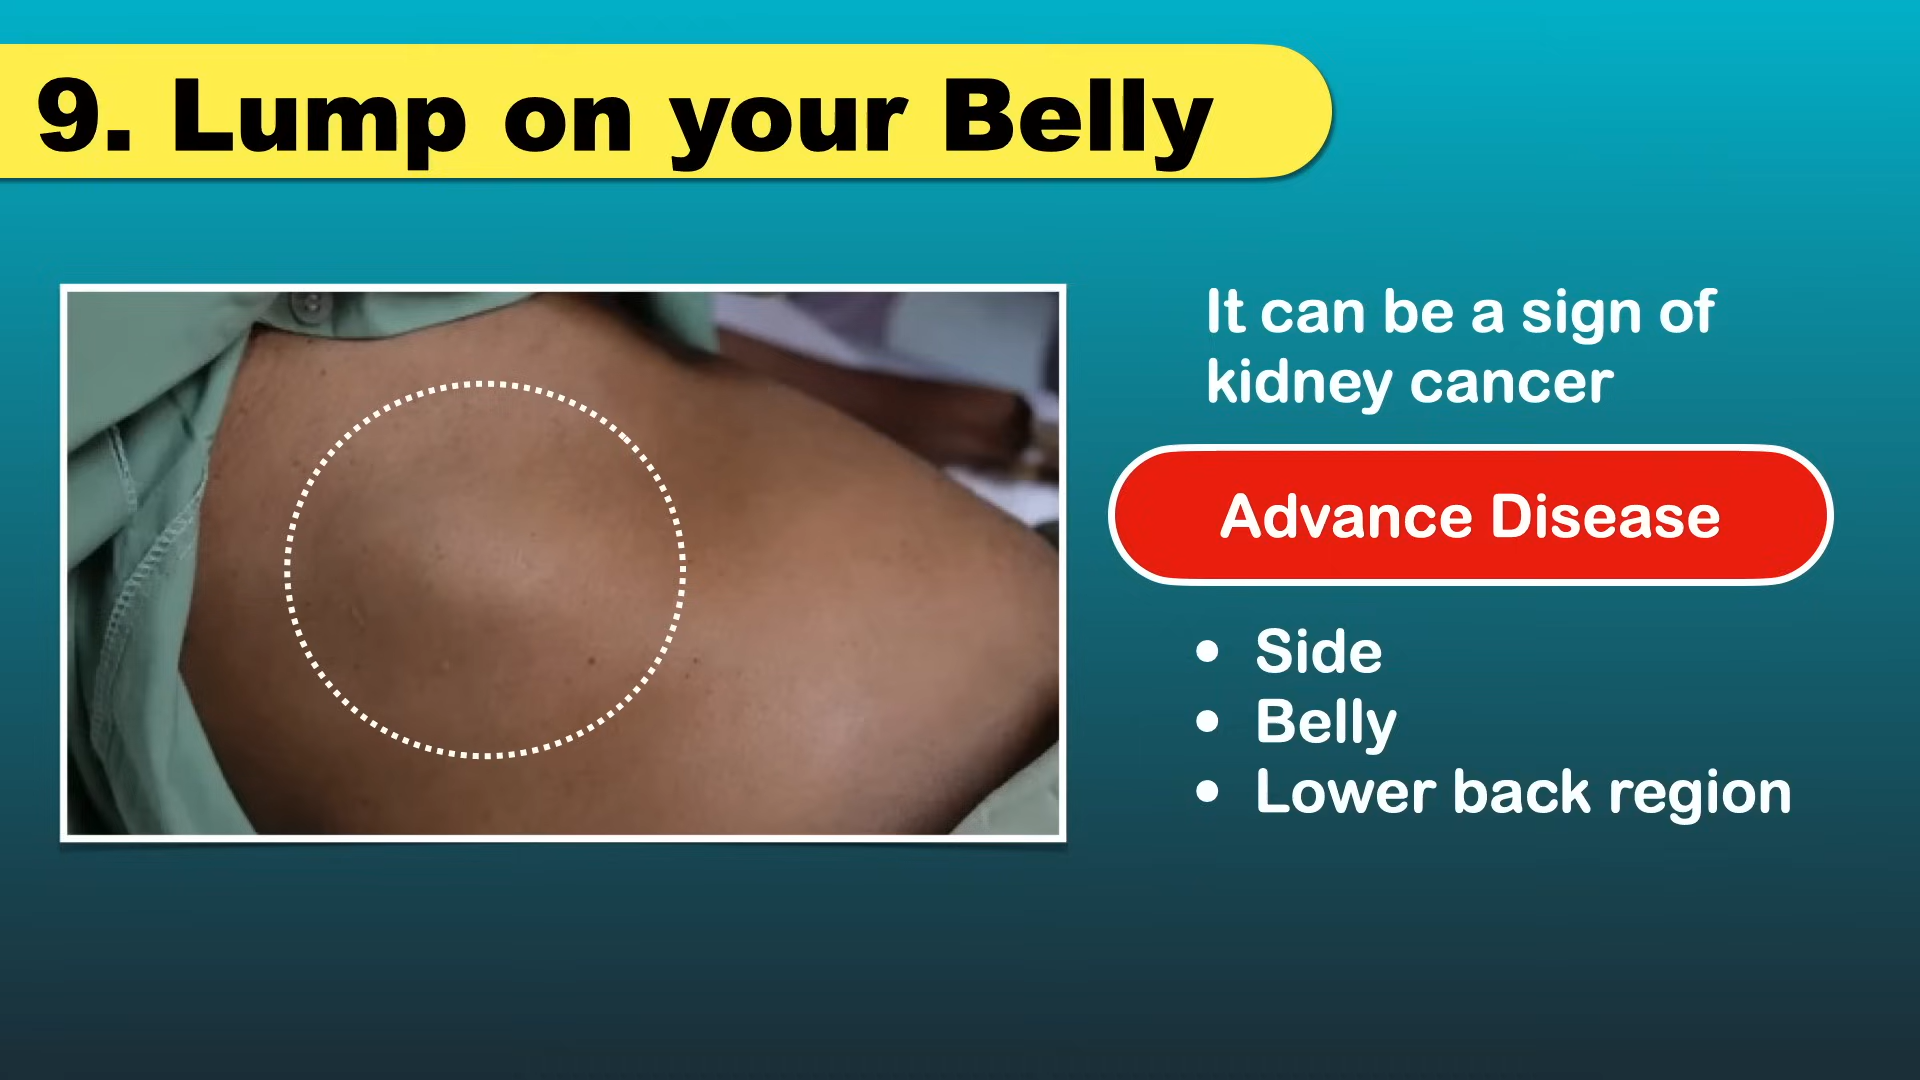 9. Lump on your Belly
It can be a sign of
kidney cancer
Advance Disease
• Side
• Belly
• Lower back region